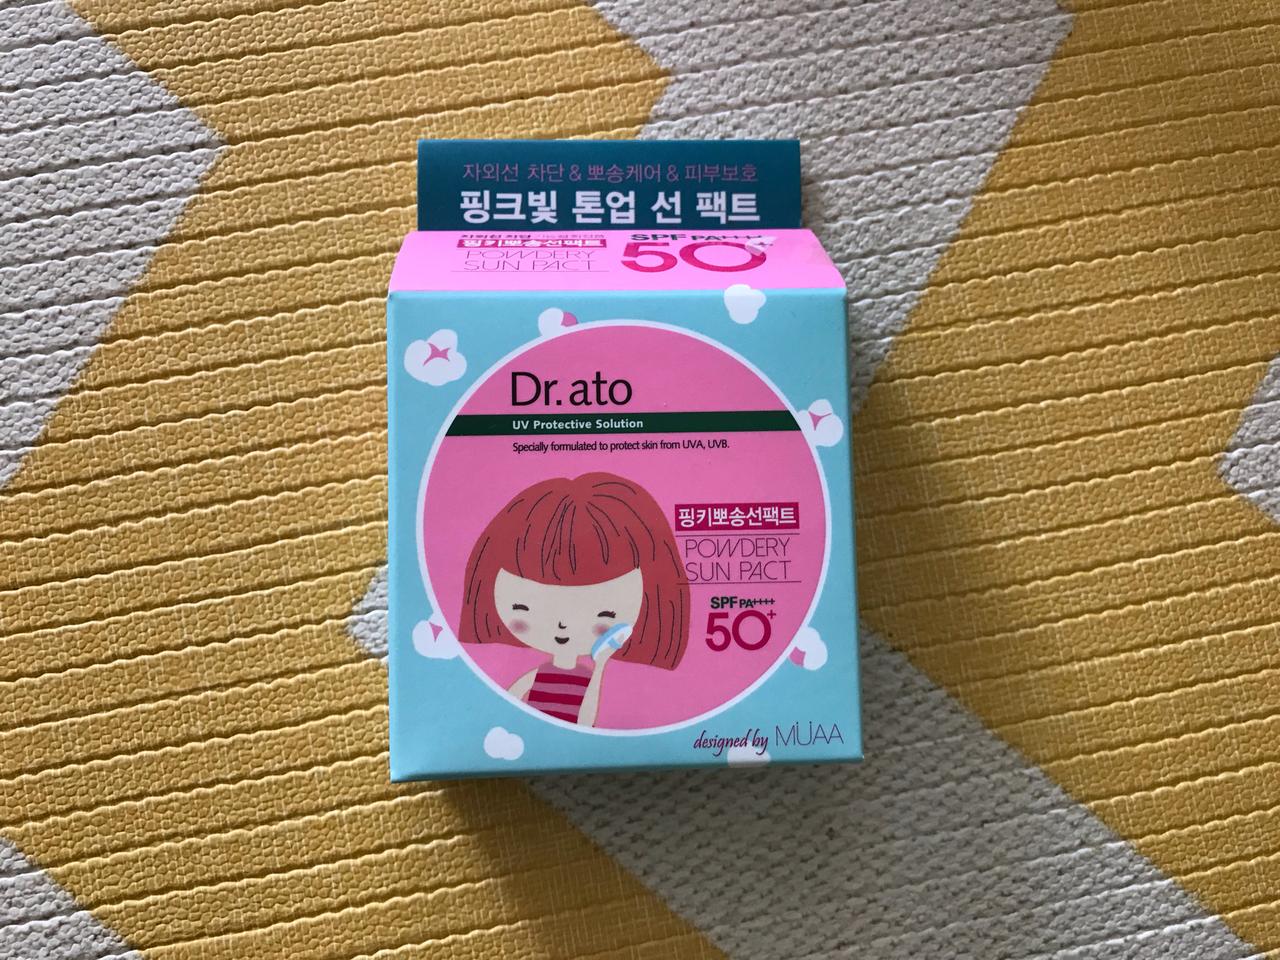 자외선 차단 & 뽀송케어 & 피부보호
핑크빛 톤업 선 팩트
핑키뽀송선팩트
POWDERY
SUN PACT
SPF PA++++
50+
Dr.ato
UV Protective Solution
Specially formulated to protect skin from UVA, UVB.
핑키뽀송선팩트
POWDERY
SUN PACT
SPF PA++++
50+
designed by MÜAA